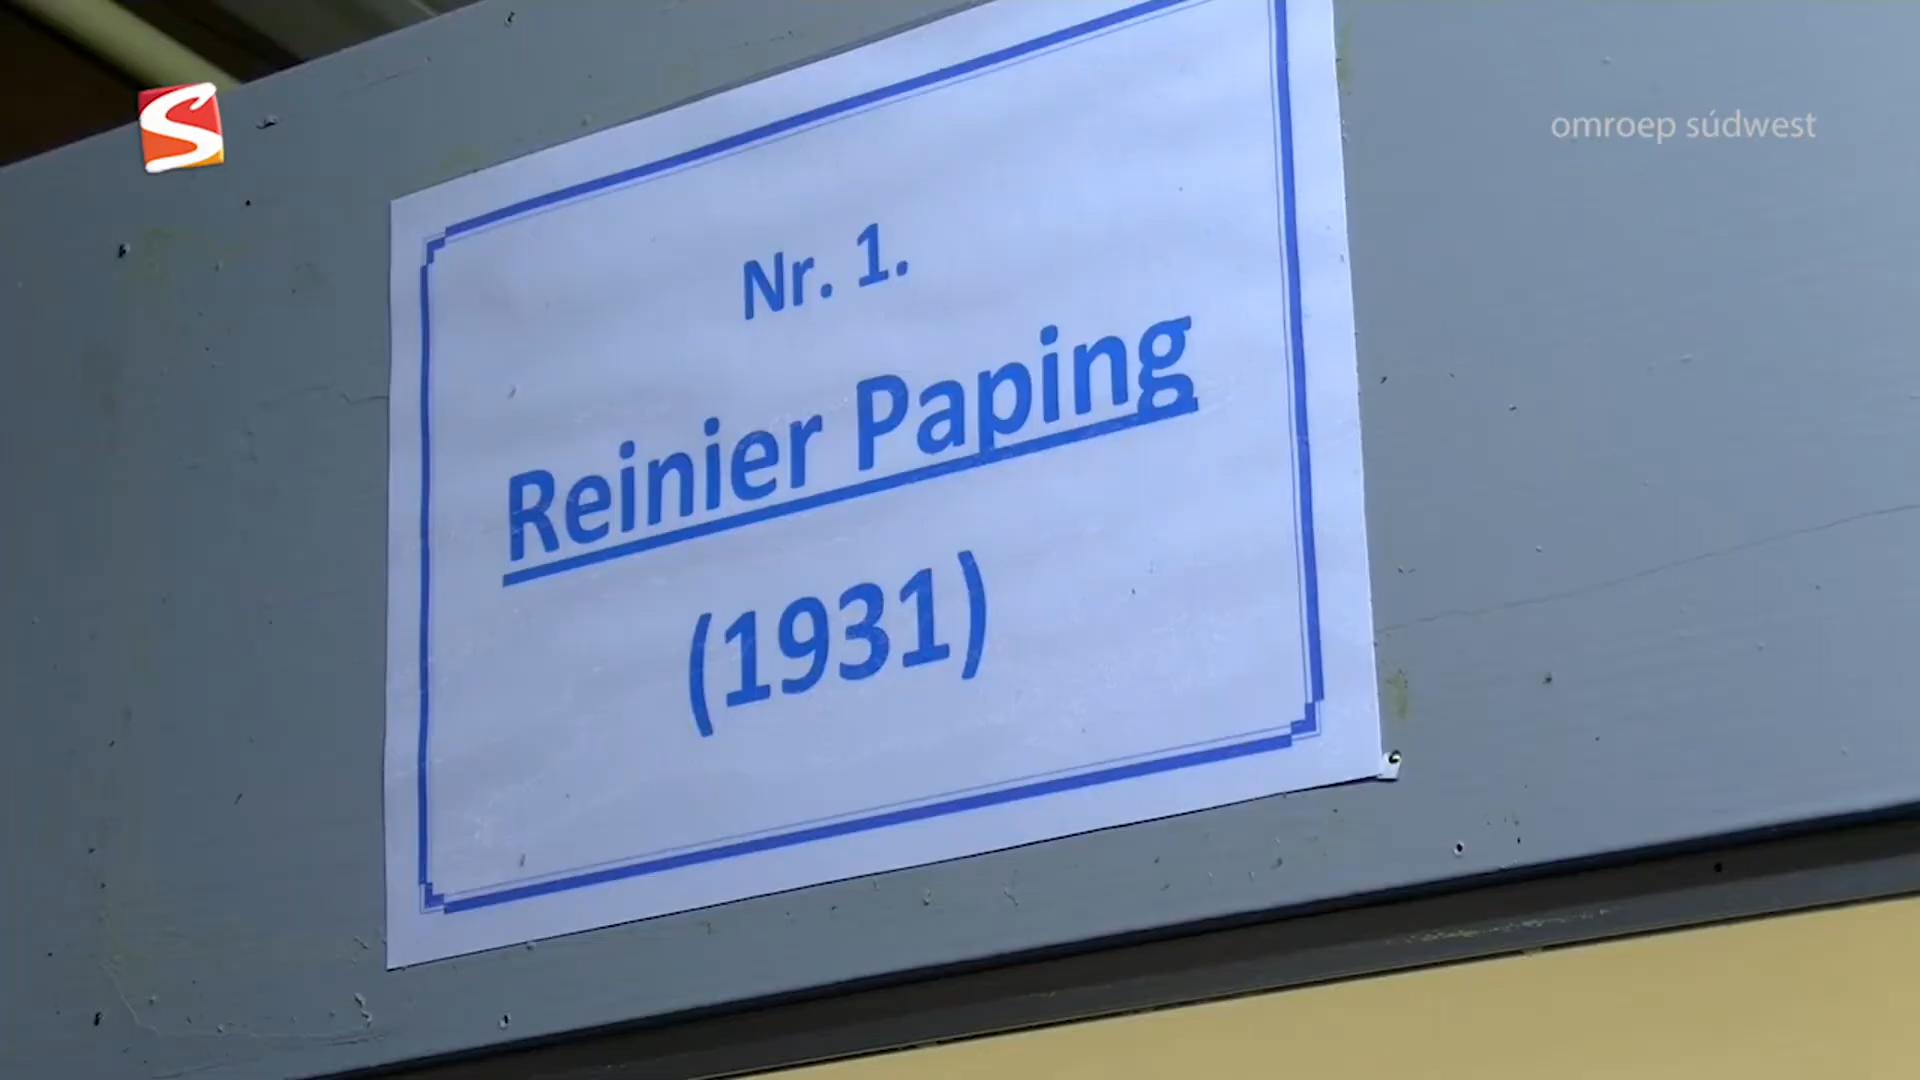 S
omroep súdwest
Nr. 1.
Reinier Paping
(1931)